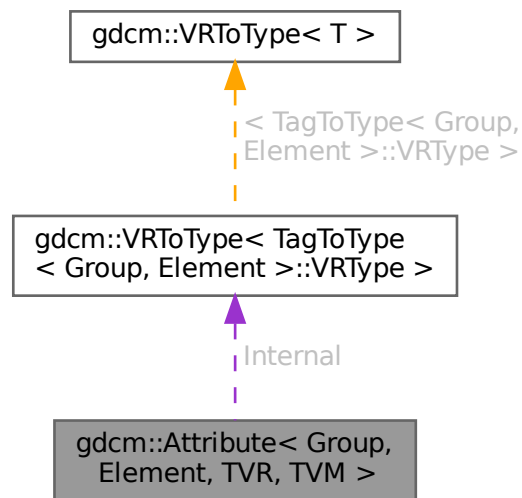 gdcm::VRToType< T >
< TagToType< Group,
Element >::VRType >
gdcm::VRToType< TagToType
< Group, Element >::VRType >
Internal
gdcm::Attribute< Group,
Element, TVR, TVM >